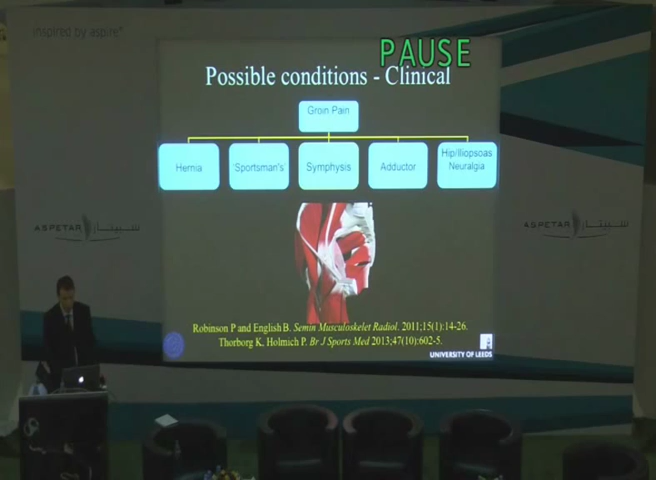 inspired by aspire
PAUSE
Possible conditions - Clinical
Groin Pain
Hernia
Sportsman's
Symphysis
Adductor
Hip/Iliopsoas
Neuralgia
ASPETAR سبيتار
ASPETAR سبيتار
Robinson P and English B. Semin Musculoskelet Radiol. 2011;15(1):14-26.
Thorborg K, Holmich P. Br J Sports Med 2013;47(10):602-5.
UNIVERSITY OF LEEDS